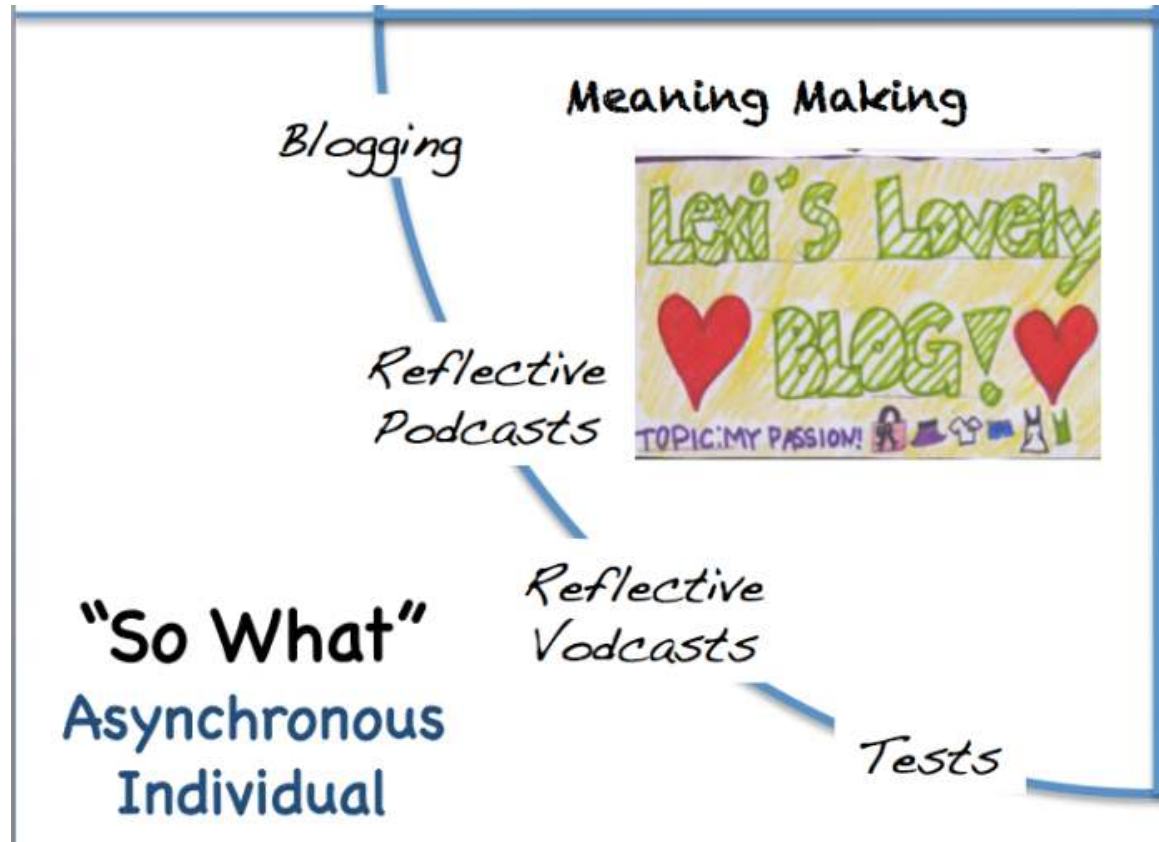 Meaning Making
Blogging
Lexi's Lovely
BLOG!
TOPIC: MY PASSION!
Reflective
Podcasts
Reflective
Vodcasts
"So What"
Asynchronous
Individual
Tests